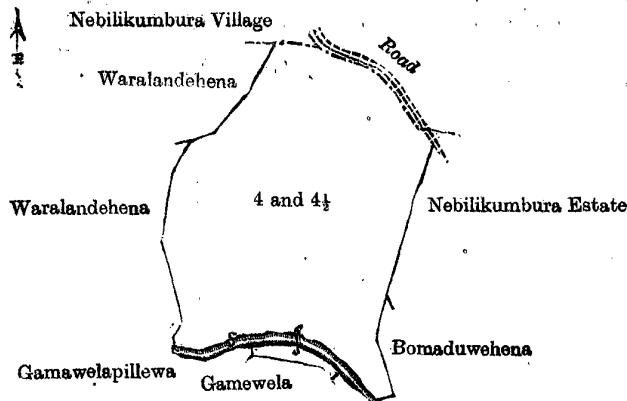 Nebilikumbura Village
Road
Waralandehena
Waralandehena
4 and 4½
Nebilikumbura Estate
Bomaduwehena
Gamawelapillewa
Gamewela